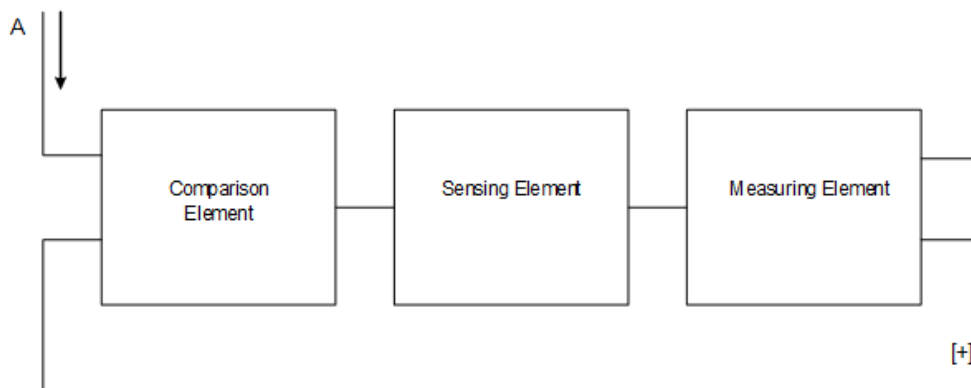 A
Comparison
Element
Sensing Element
Measuring Element
[+]